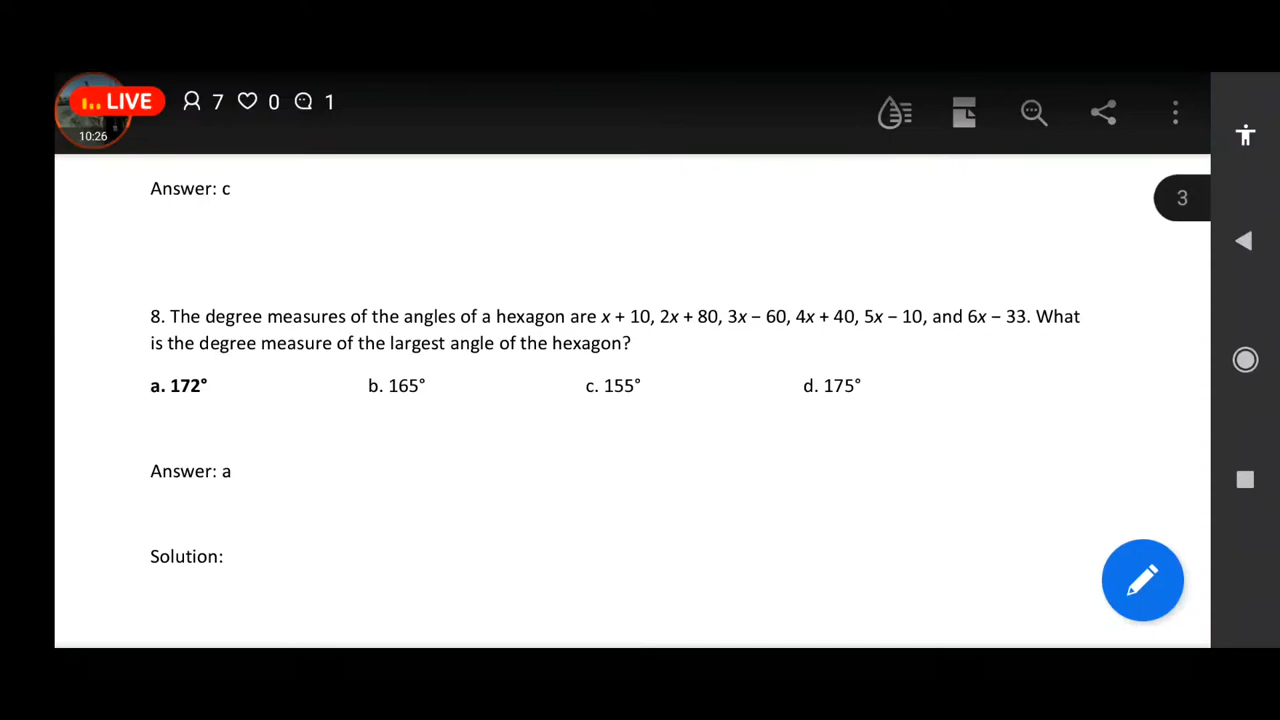 LIVE 7 0 1
10:26
Answer: c
3
8. The degree measures of the angles of a hexagon are x + 10, 2x + 80, 3x − 60, 4x + 40, 5x − 10, and 6x − 33. What
is the degree measure of the largest angle of the hexagon?
a. 172° b. 165° c. 155° d. 175°
Answer: a
Solution: